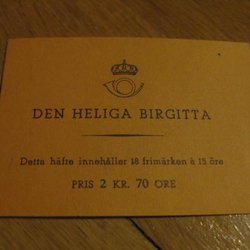 DEN HELIGA BIRGITTA
Detta häfte innehåller 18 frimärken à 15 öre
PRIS 2 KR. 70 ÖRE